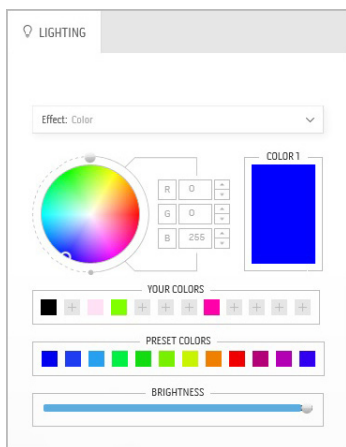 LIGHTING
Effect: Color
COLOR 1
R 0
G 0
B 255
YOUR COLORS
PRESET COLORS
BRIGHTNESS